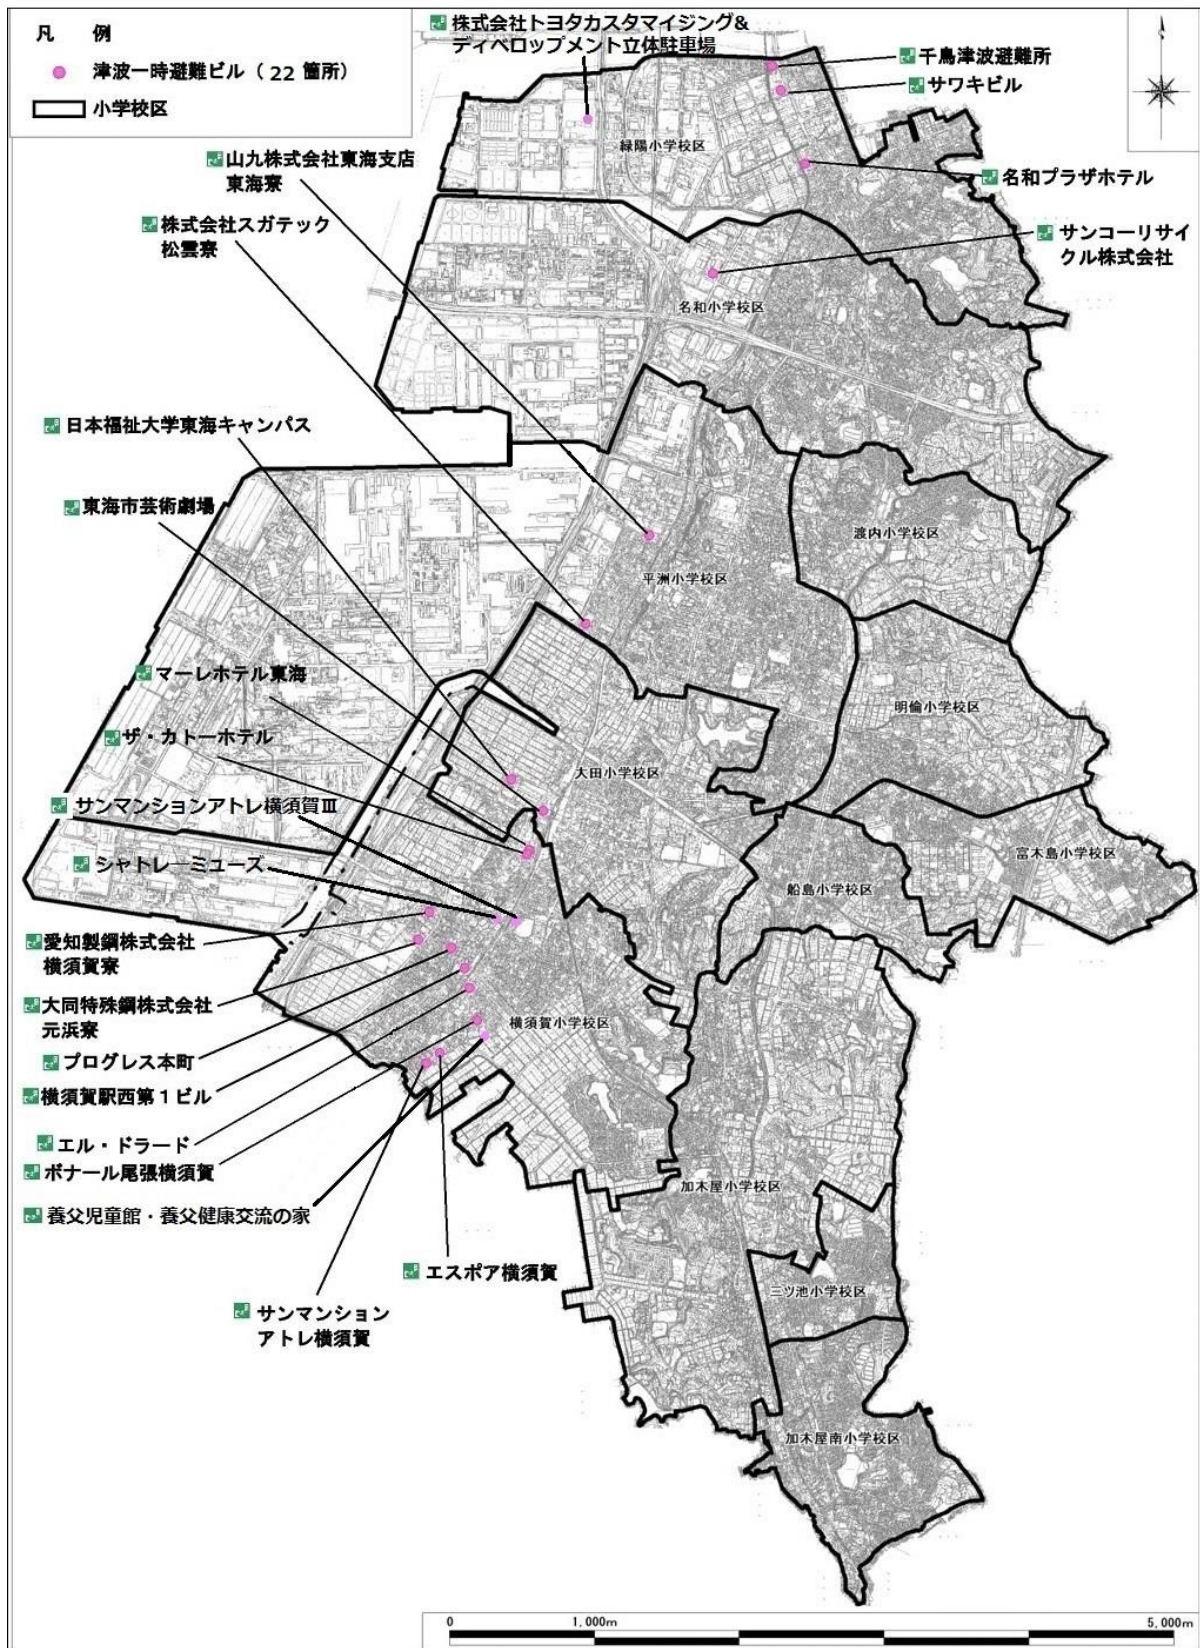 凡 例
津波一時避難ビル（22 箇所）
小学校区
株式会社トヨタカスタマイジング&
ディベロップメント立体駐車場
千鳥津波避難所
サワキビル
緑陽小学校区
山九株式会社東海支店
東海寮
名和プラザホテル
株式会社スガテック
松雲寮
サンコーリサイ
クル株式会社
名和小学校区
日本福祉大学東海キャンパス
東海市芸術劇場
渡内小学校区
平洲小学校区
マーレホテル東海
明倫小学校区
ザ・カトーホテル
大田小学校区
サンマンションアトレ横須賀Ⅲ
シャトレーミューズ
富木島小学校区
船島小学校区
愛知製鋼株式会社
横須賀寮
大同特殊鋼株式会社
元浜寮
横須賀小学校区
プログレス本町
横須賀駅西第１ビル
エル・ドラード
ボナール尾張横須賀
加木屋小学校区
養父児童館・養父健康交流の家
エスポア横須賀
三ツ池小学校区
サンマンション
アトレ横須賀
加木屋南小学校区
0 1,000m 5,000m